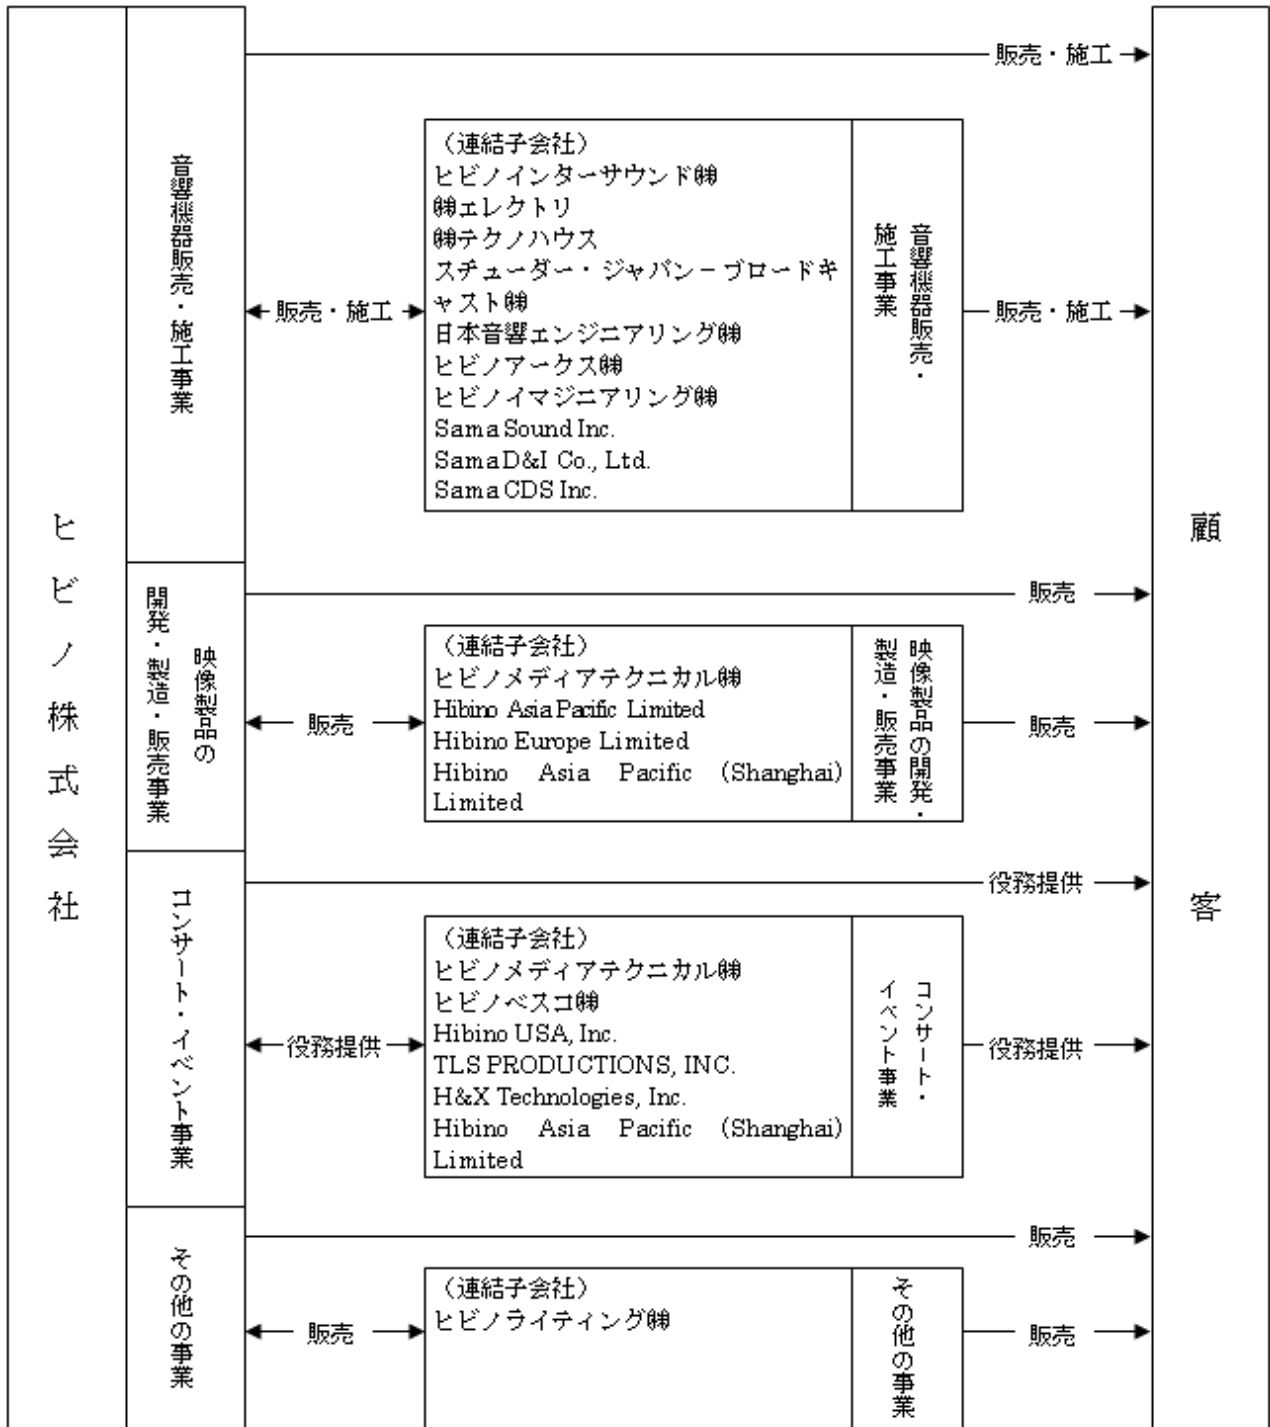 ヒビノ株式会社
音響機器販売・施工事業
販売・施工
（連結子会社）
ヒビノインターサウンド㈱
㈱エレクトリ
㈱テクノハウス
スチューダー・ジャパン－ブロードキ
ャスト㈱
日本音響エンジニアリング㈱
ヒビノアークス㈱
ヒビノイマジニアリング㈱
Sama Sound Inc.
Sama D&I Co., Ltd.
Sama CDS Inc.
音響機器販売・
施工事業
販売・施工
販売・施工
映像製品の
開発・製造・販売事業
販売
（連結子会社）
ヒビノメディアテクニカル㈱
Hibino Asia Pacific Limited
Hibino Europe Limited
Hibino Asia Pacific (Shanghai)
Limited
映像製品の開発・
製造・販売事業
販売
販売
コンサート・イベント事業
役務提供
（連結子会社）
ヒビノメディアテクニカル㈱
ヒビノベスコ㈱
Hibino USA, Inc.
TLS PRODUCTIONS, INC.
H&X Technologies, Inc.
Hibino Asia Pacific (Shanghai)
Limited
コンサート・
イベント事業
役務提供
役務提供
その他の事業
販売
（連結子会社）
ヒビノライティング㈱
その他の事業
販売
販売
顧客